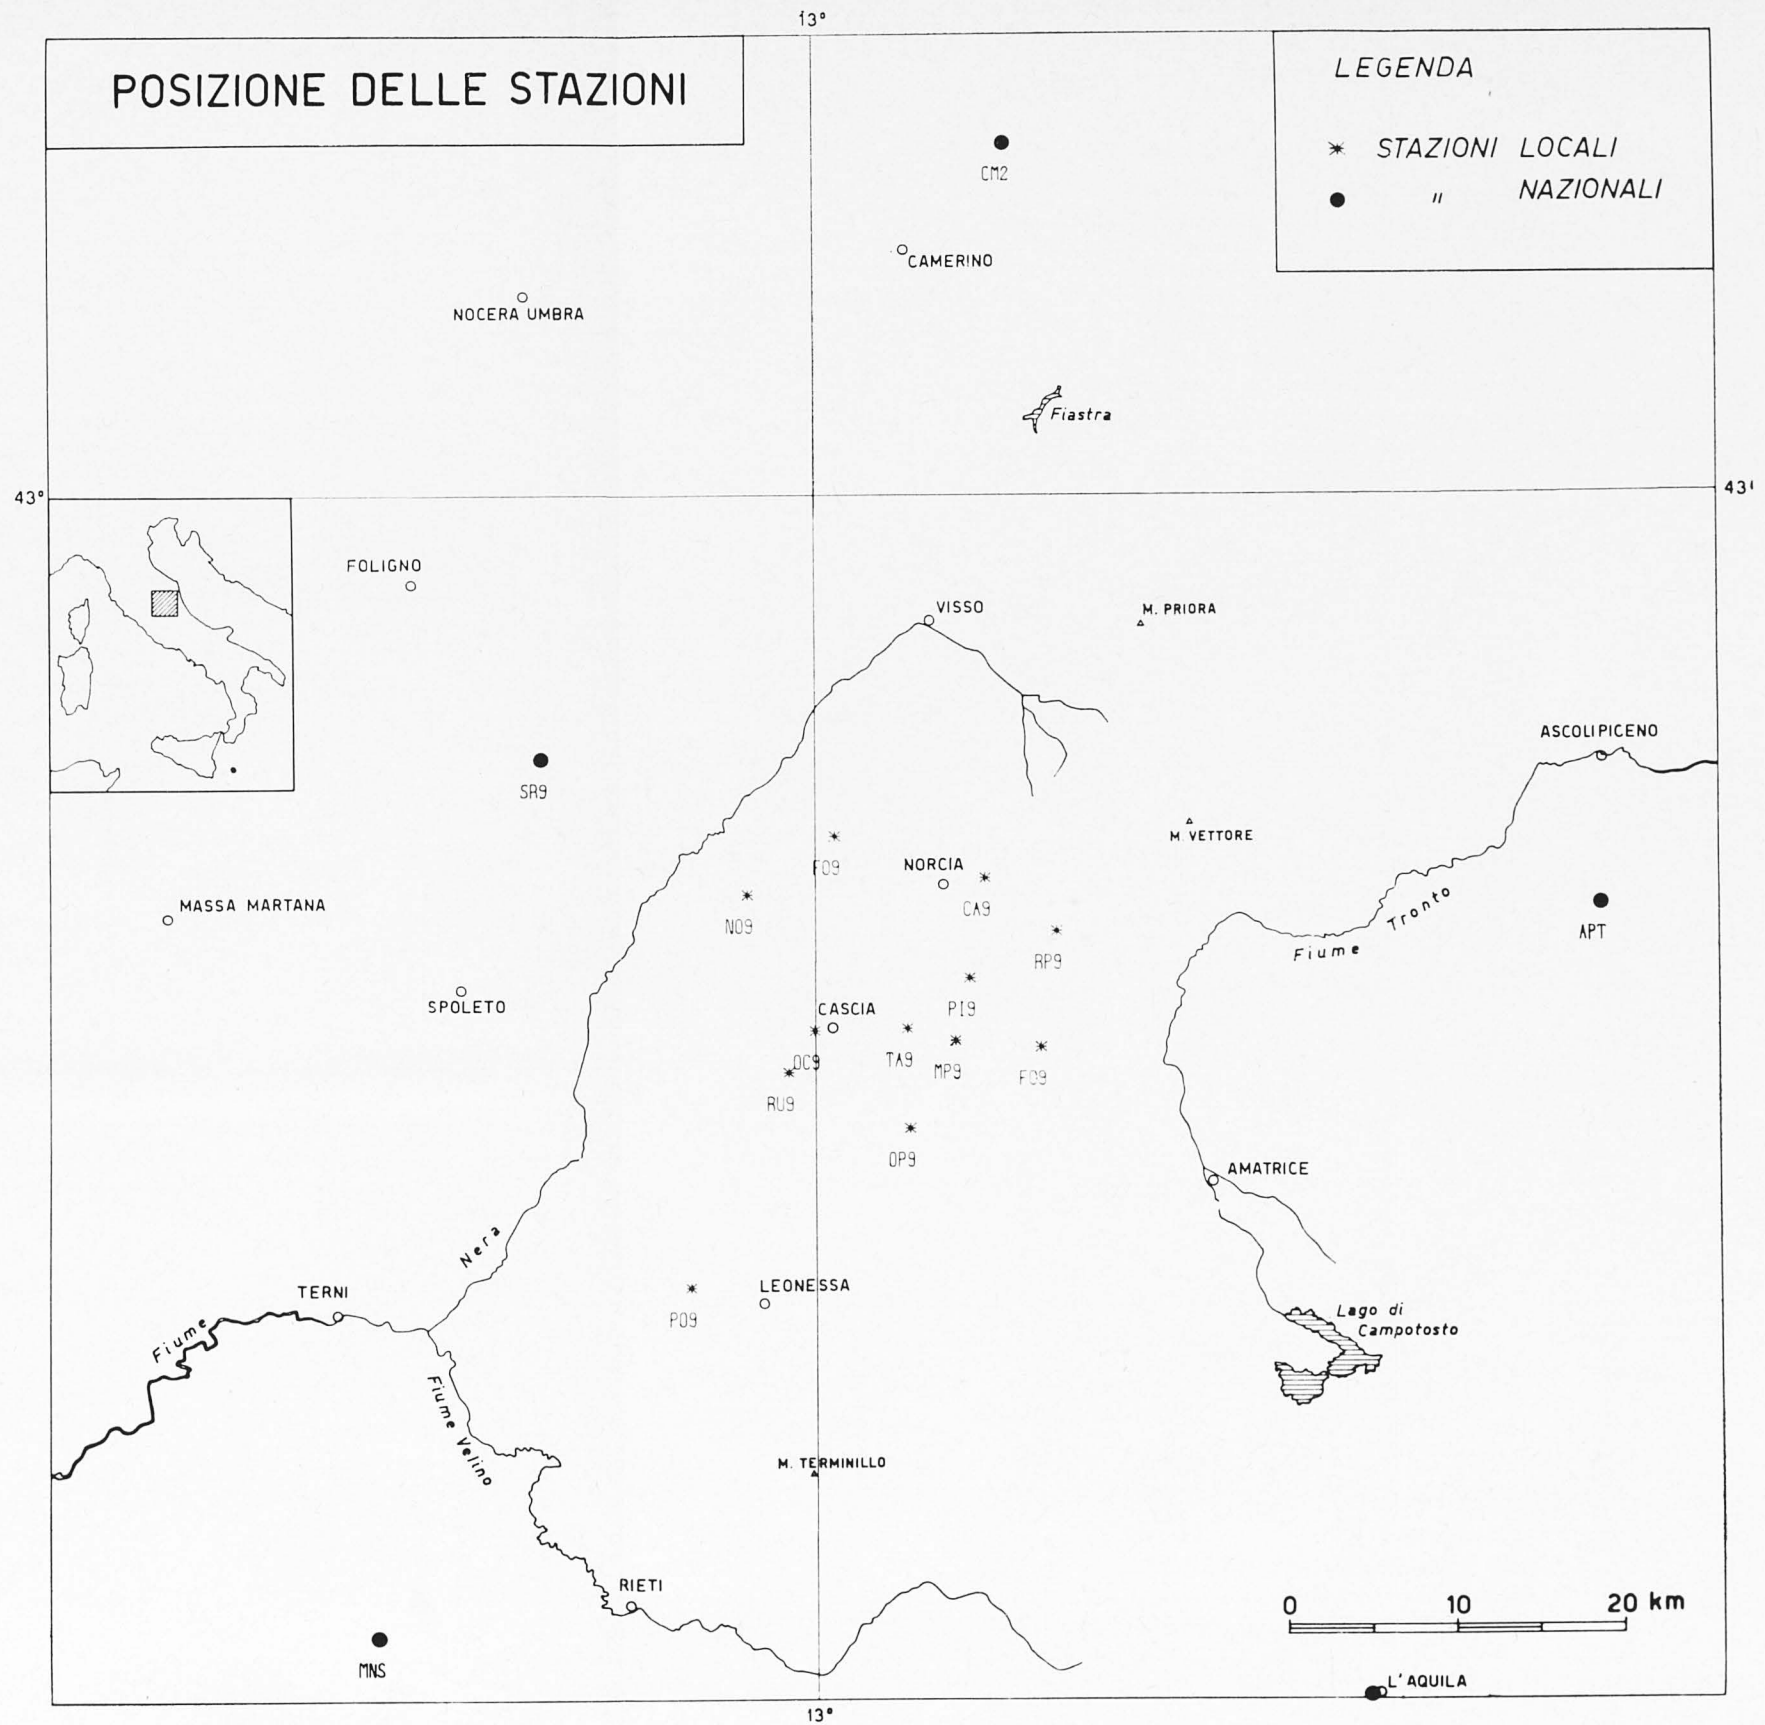 13°
POSIZIONE DELLE STAZIONI
LEGENDA
STAZIONI LOCALI
" NAZIONALI
CM2
CAMERINO
NOCERA UMBRA
Fiastra
43°
43'
FOLIGNO
VISSO
M. PRIORA
ASCOLI PICENO
SR9
M. VETTORE
FO9
NORCIA
MASSA MARTANA
CA9
NO9
Fiume Tronto
APT
RP9
SPOLETO
CASCIA
PI9
OC9
TA9
MP9
FO9
RU9
OP9
AMATRICE
Fiume Nera
TERNI
LEONESSA
PO9
Lago di
Campotosto
Fiume Velino
M. TERMINILLO
RIETI
0 10 20 km
MNS
L'AQUILA
13°